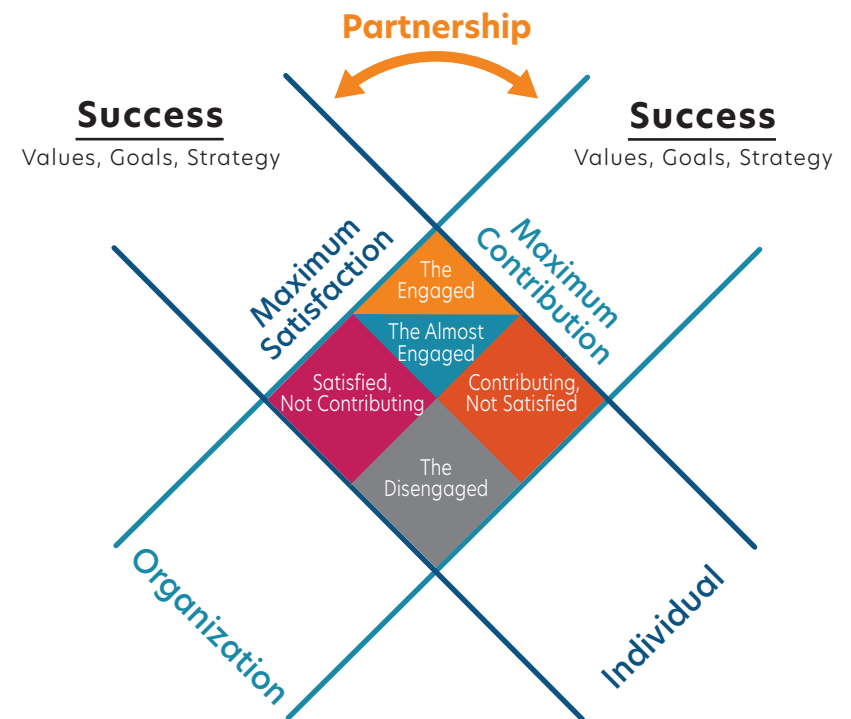 Partnership
Success
Values, Goals, Strategy
Success
Values, Goals, Strategy
Maximum
Satisfaction
Maximum
Contribution
The
Engaged
The Almost
Engaged
Satisfied,
Not Contributing
Contributing,
Not Satisfied
The
Disengaged
Organization
Individual